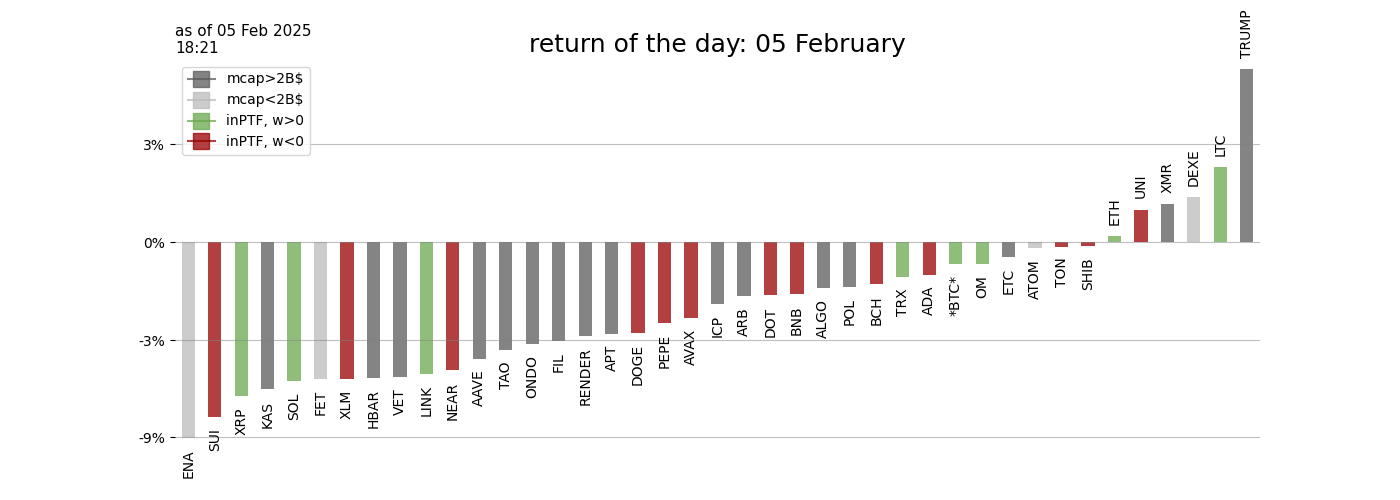 as of 05 Feb 2025
18:21
return of the day: 05 February
mcap>2B$
mcap<2B$
inPTF, w>0
inPTF, w<0
3%
0%
-3%
-9%
ENA
SUI
XRP
KAS
SOL
FET
XLM
HBAR
VET
LINK
NEAR
AAVE
TAO
ONDO
FIL
RENDER
APT
DOGE
PEPE
AVAX
ICP
ARB
DOT
BNB
ALGO
POL
BCH
TRX
ADA
*BTC*
OM
ETC
ATOM
TON
SHIB
ETH
UNI
XMR
DEXE
LTC
TRUMP